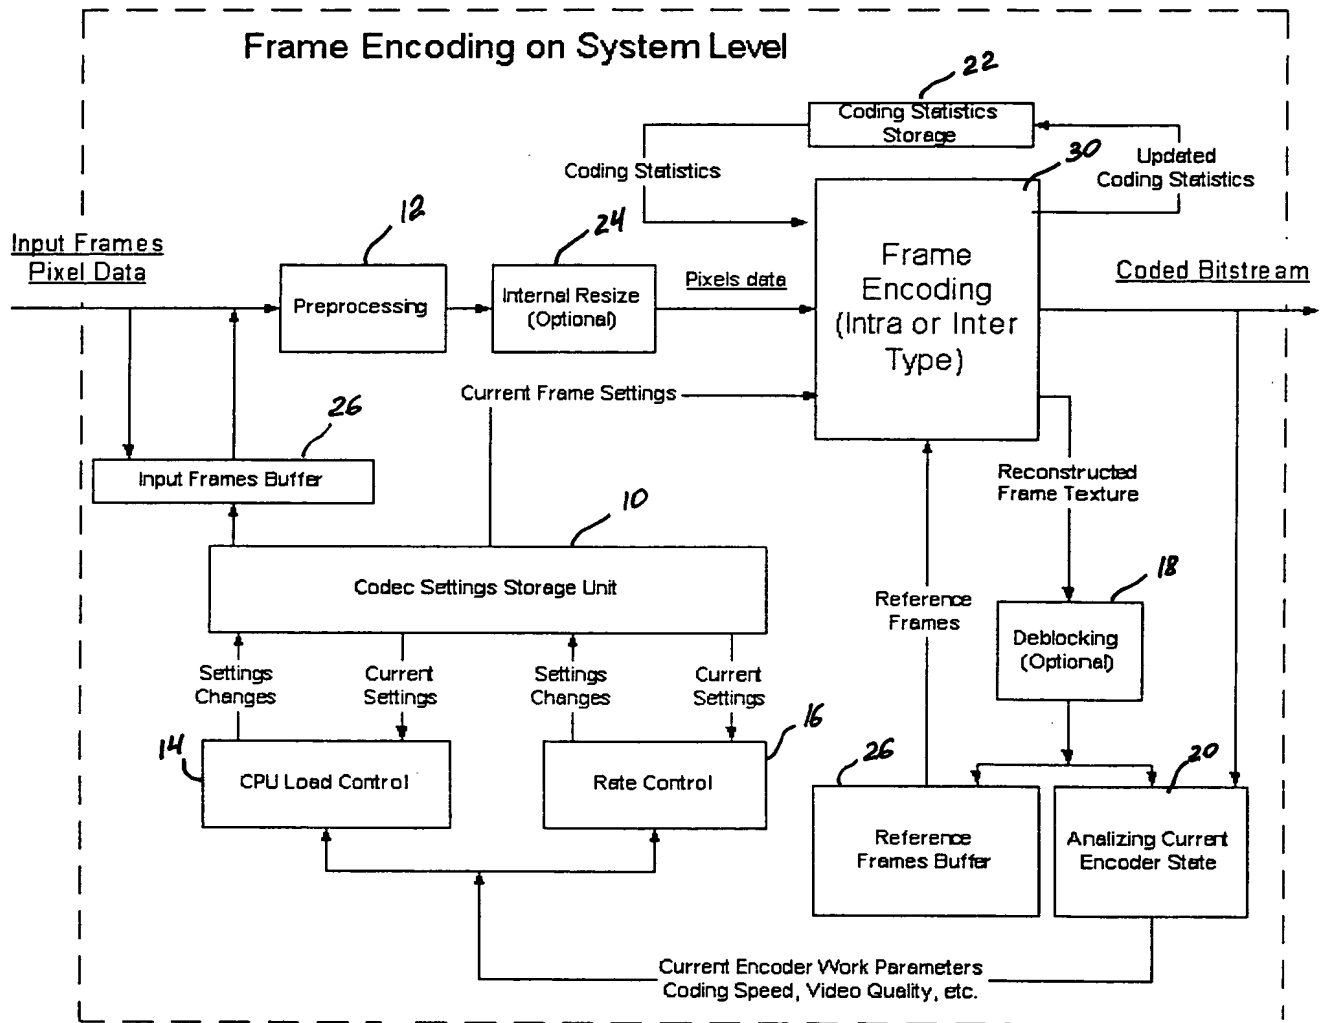 Frame Encoding on System Level
22
Coding Statistics
Storage
30
Coding Statistics
Updated
Coding Statistics
12
24
Input Frames
Pixel Data
Preprocessing
Internal Resize
(Optional)
Pixels data
Frame
Encoding
(Intra or Inter
Type)
Coded Bitstream
Current Frame Settings
26
Input Frames Buffer
Reconstructed
Frame Texture
10
Codec Settings Storage Unit
Reference
Frames
18
Deblocking
(Optional)
Settings
Changes
Current
Settings
Settings
Changes
Current
Settings
14
CPU Load Control
16
Rate Control
26
Reference
Frames Buffer
20
Analizing Current
Encoder State
Current Encoder Work Parameters
Coding Speed, Video Quality, etc.